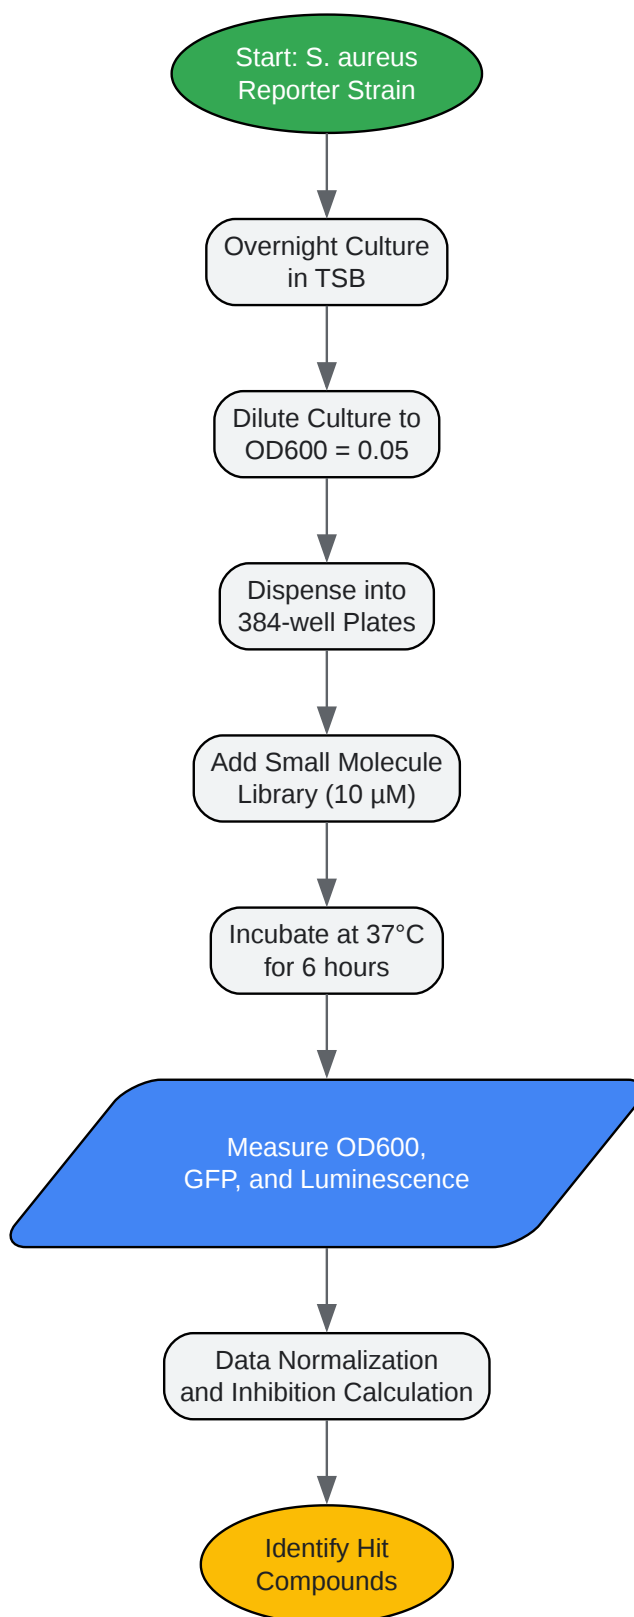 Start: S. aureus
Reporter Strain
Overnight Culture
in TSB
Dilute Culture to
OD600 = 0.05
Dispense into
384-well Plates
Add Small Molecule
Library (10 µM)
Incubate at 37°C
for 6 hours
Measure OD600,
GFP, and Luminescence
Data Normalization
and Inhibition Calculation
Identify Hit
Compounds